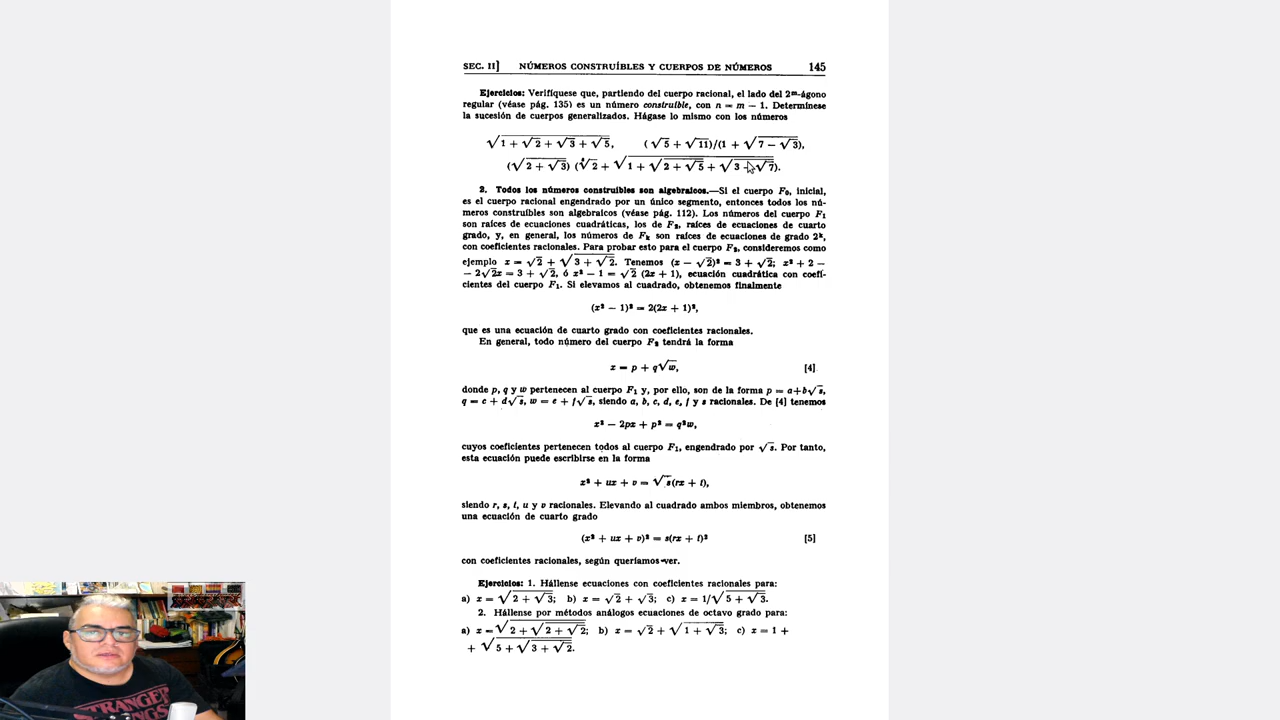 SEC. II] NÚMEROS CONSTRUÍBLES Y CUERPOS DE NÚMEROS 145
Ejercicios: Verifíquese que, partiendo del cuerpo racional, el lado del 2ᵐ-ágono
regular (véase pág. 135) es un número construíble, con n = m − 1. Determínese
la sucesión de cuerpos generalizados. Hágase lo mismo con los números
√(1 + √2 + √3 + √5), (√5 + √11)/(1 + √(7 − √3)),
(√(2 + √3)) (⁴√2 + √(1 + √(2 + √5) + √(3 + √7))).
2. Todos los números construíbles son algebraicos.—Si el cuerpo F₀, inicial,
es el cuerpo racional engendrado por un único segmento, entonces todos los nú-
meros construíbles son algebraicos (véase pág. 112). Los números del cuerpo F₁
son raíces de ecuaciones cuadráticas, los de F₂, raíces de ecuaciones de cuarto
grado, y, en general, los números de Fₖ son raíces de ecuaciones de grado 2ᵏ,
con coeficientes racionales. Para probar esto para el cuerpo F₂, consideremos como
ejemplo x = √2 + √(3 + √2). Tenemos (x − √2)² = 3 + √2; x² + 2 −
− 2√2x = 3 + √2, ó x² − 1 = √2 (2x + 1), ecuación cuadrática con coefi-
cientes del cuerpo F₁. Si elevamos al cuadrado, obtenemos finalmente
(x² − 1)² = 2(2x + 1)²,
que es una ecuación de cuarto grado con coeficientes racionales.
En general, todo número del cuerpo F₂ tendrá la forma
x = p + q√w, [4]
donde p, q y w pertenecen al cuerpo F₁ y, por ello, son de la forma p = a+b√s,
q = c + d√s, w = e + f√s, siendo a, b, c, d, e, f y s racionales. De [4] tenemos
x² − 2px + p² = q²w,
cuyos coeficientes pertenecen todos al cuerpo F₁, engendrado por √s. Por tanto,
esta ecuación puede escribirse en la forma
x² + ux + v = √s(rx + t),
siendo r, s, t, u y v racionales. Elevando al cuadrado ambos miembros, obtenemos
una ecuación de cuarto grado
(x² + ux + v)² = s(rx + t)² [5]
con coeficientes racionales, según queríamos ver.
Ejercicios: 1. Hállense ecuaciones con coeficientes racionales para:
a) x = √(2 + √3); b) x = √2 + √3; c) x = 1/√(5 + √3).
2. Hállense por métodos análogos ecuaciones de octavo grado para:
a) x = √(2 + √(2 + √2)); b) x = √2 + √(1 + √3); c) x = 1 +
+ √(5 + √(3 + √2)).
STRANGER